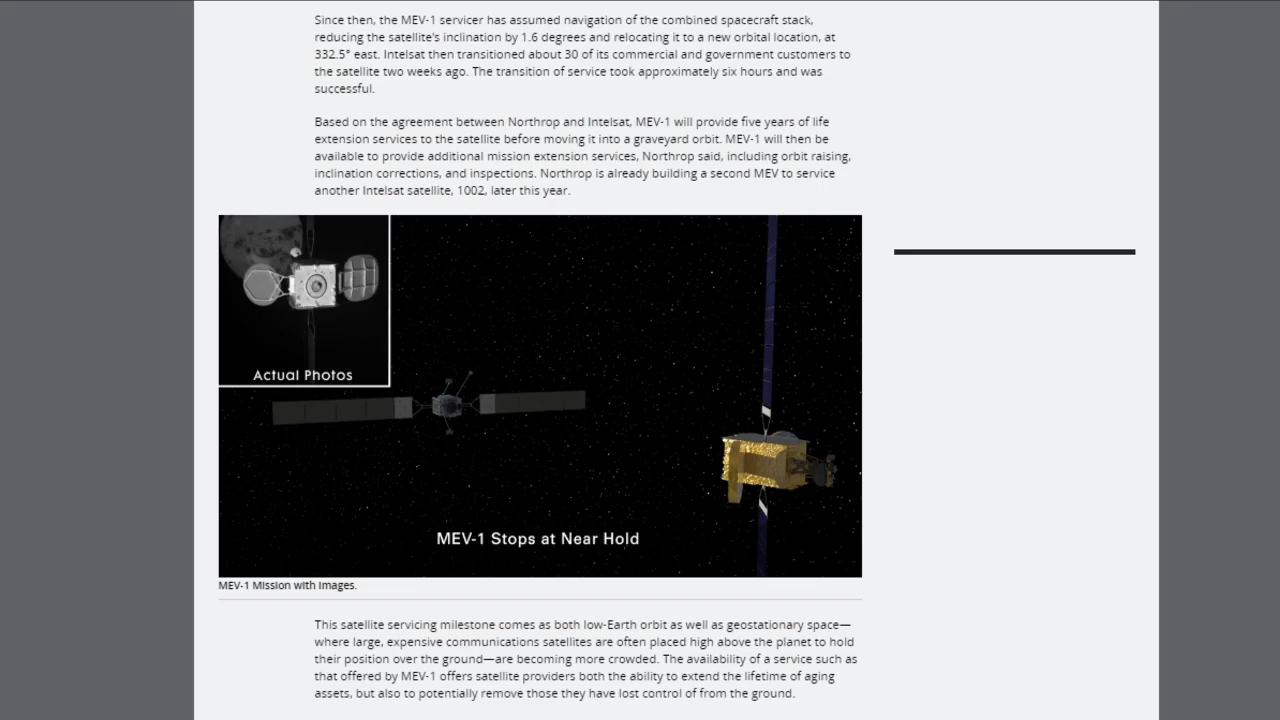 Since then, the MEV-1 servicer has assumed navigation of the combined spacecraft stack,
reducing the satellite's inclination by 1.6 degrees and relocating it to a new orbital location, at
332.5° east. Intelsat then transitioned about 30 of its commercial and government customers to
the satellite two weeks ago. The transition of service took approximately six hours and was
successful.
Based on the agreement between Northrop and Intelsat, MEV-1 will provide five years of life
extension services to the satellite before moving it into a graveyard orbit. MEV-1 will then be
available to provide additional mission extension services, Northrop said, including orbit raising,
inclination corrections, and inspections. Northrop is already building a second MEV to service
another Intelsat satellite, 1002, later this year.
Actual Photos
MEV-1 Stops at Near Hold
MEV-1 Mission with Images.
This satellite servicing milestone comes as both low-Earth orbit as well as geostationary space—
where large, expensive communications satellites are often placed high above the planet to hold
their position over the ground—are becoming more crowded. The availability of a service such as
that offered by MEV-1 offers satellite providers both the ability to extend the lifetime of aging
assets, but also to potentially remove those they have lost control of from the ground.